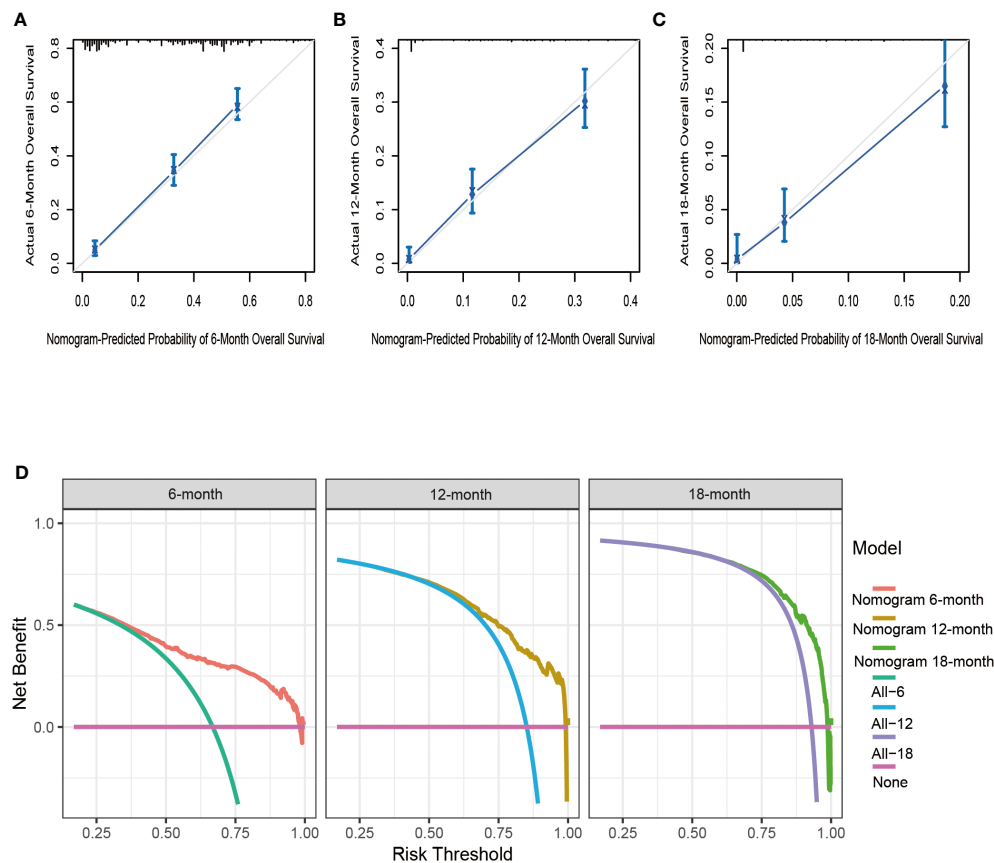 A
B
C
Actual 6-Month Overall Survival
0.0
0.2
0.4
0.6
0.8
0.0
0.2
0.4
0.6
0.8
Nomogram-Predicted Probability of 6-Month Overall Survival
Actual 12-Month Overall Survival
0.0
0.1
0.2
0.3
0.4
0.0
0.1
0.2
0.3
0.4
Nomogram-Predicted Probability of 12-Month Overall Survival
Actual 18-Month Overall Survival
0.00
0.05
0.10
0.15
0.20
0.00
0.05
0.10
0.15
0.20
Nomogram-Predicted Probability of 18-Month Overall Survival
D
6-month
12-month
18-month
Net Benefit
1.0
0.5
0.0
0.25
0.50
0.75
1.00
0.25
0.50
0.75
1.00
0.25
0.50
0.75
1.00
Risk Threshold
Model
Nomogram 6-month
Nomogram 12-month
Nomogram 18-month
All−6
All−12
All−18
None